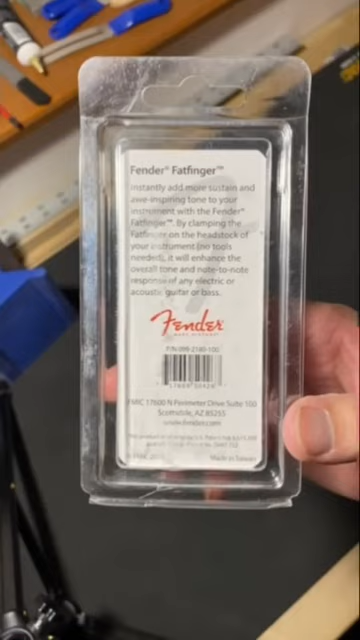 Fender® Fatfinger™
Instantly add more sustain and
awe-inspiring tone to your
instrument with the Fender®
Fatfinger™. By clamping the
Fatfinger on the headstock of
your instrument (no tools
needed), it will enhance the
overall tone and note-to-note
response of any electric or
acoustic guitar or bass.
Fender
P/N 099-2180-100
FMIC 17600 N Perimeter Drive Suite 100
Scottsdale, AZ 85255
www.fender.com
Made in Taiwan